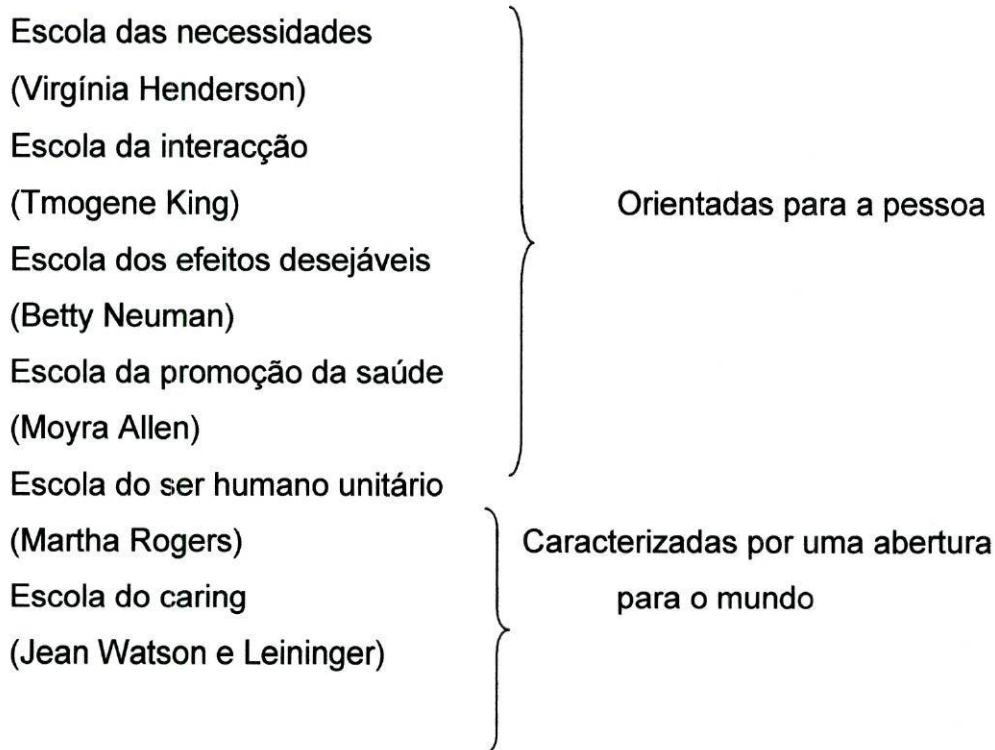 Escola das necessidades
(Virgínia Henderson)
Escola da interacção
(Tmogene King)
Orientadas para a pessoa
Escola dos efeitos desejáveis
(Betty Neuman)
Escola da promoção da saúde
(Moyra Allen)
Escola do ser humano unitário
(Martha Rogers)
Caracterizadas por uma abertura
para o mundo
Escola do caring
(Jean Watson e Leininger)